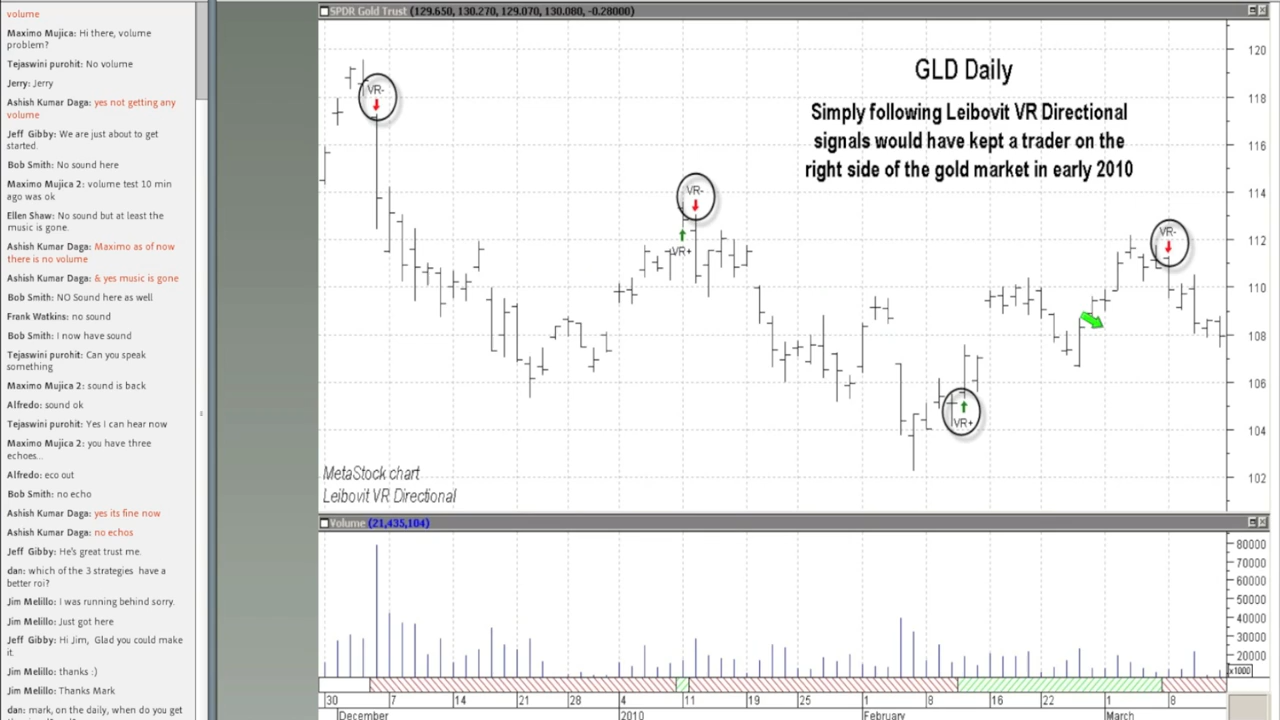 volume
Maximo Mujica: Hi there, volume
problem?
Tejaswini purohit: No volume
Jerry: Jerry
Ashish Kumar Daga: yes not getting any
volume
Jeff Gibby: We are just about to get
started.
Bob Smith: No sound here
Maximo Mujica 2: volume test 10 min
ago was ok
Ellen Shaw: No sound but at least the
music is gone.
Ashish Kumar Daga: Maximo as of now
there is no volume
Ashish Kumar Daga: & yes music is gone
Bob Smith: NO Sound here as well
Frank Watkins: no sound
Bob Smith: I now have sound
Tejaswini purohit: Can you speak
something
Maximo Mujica 2: sound is back
Alfredo: sound ok
Tejaswini purohit: Yes I can hear now
Maximo Mujica 2: you have three
echoes...
Alfredo: eco out
Bob Smith: no echo
Ashish Kumar Daga: yes its fine now
Ashish Kumar Daga: no echos
Jeff Gibby: He's great trust me.
dan: which of the 3 strategies have a
better roi?
Jim Melillo: I was running behind sorry.
Jim Melillo: Just got here
Jeff Gibby: Hi Jim, Glad you could make
it.
Jim Melillo: thanks :)
Jim Melillo: Thanks Mark
dan: mark, on the daily, when do you get
SPDR Gold Trust (129.650, 130.270, 129.070, 130.080, -0.28000)
GLD Daily
Simply following Leibovit VR Directional
signals would have kept a trader on the
right side of the gold market in early 2010
VR-
VR-
VR+
VR-
VR+
120
118
116
114
112
110
108
106
104
102
MetaStock chart
Leibovit VR Directional
Volume (21,435,104)
80000
70000
60000
50000
40000
30000
20000
x1000
30 7 14 21 28 4 11 19 25 1 8 16 22 1 8
December 2010 February March